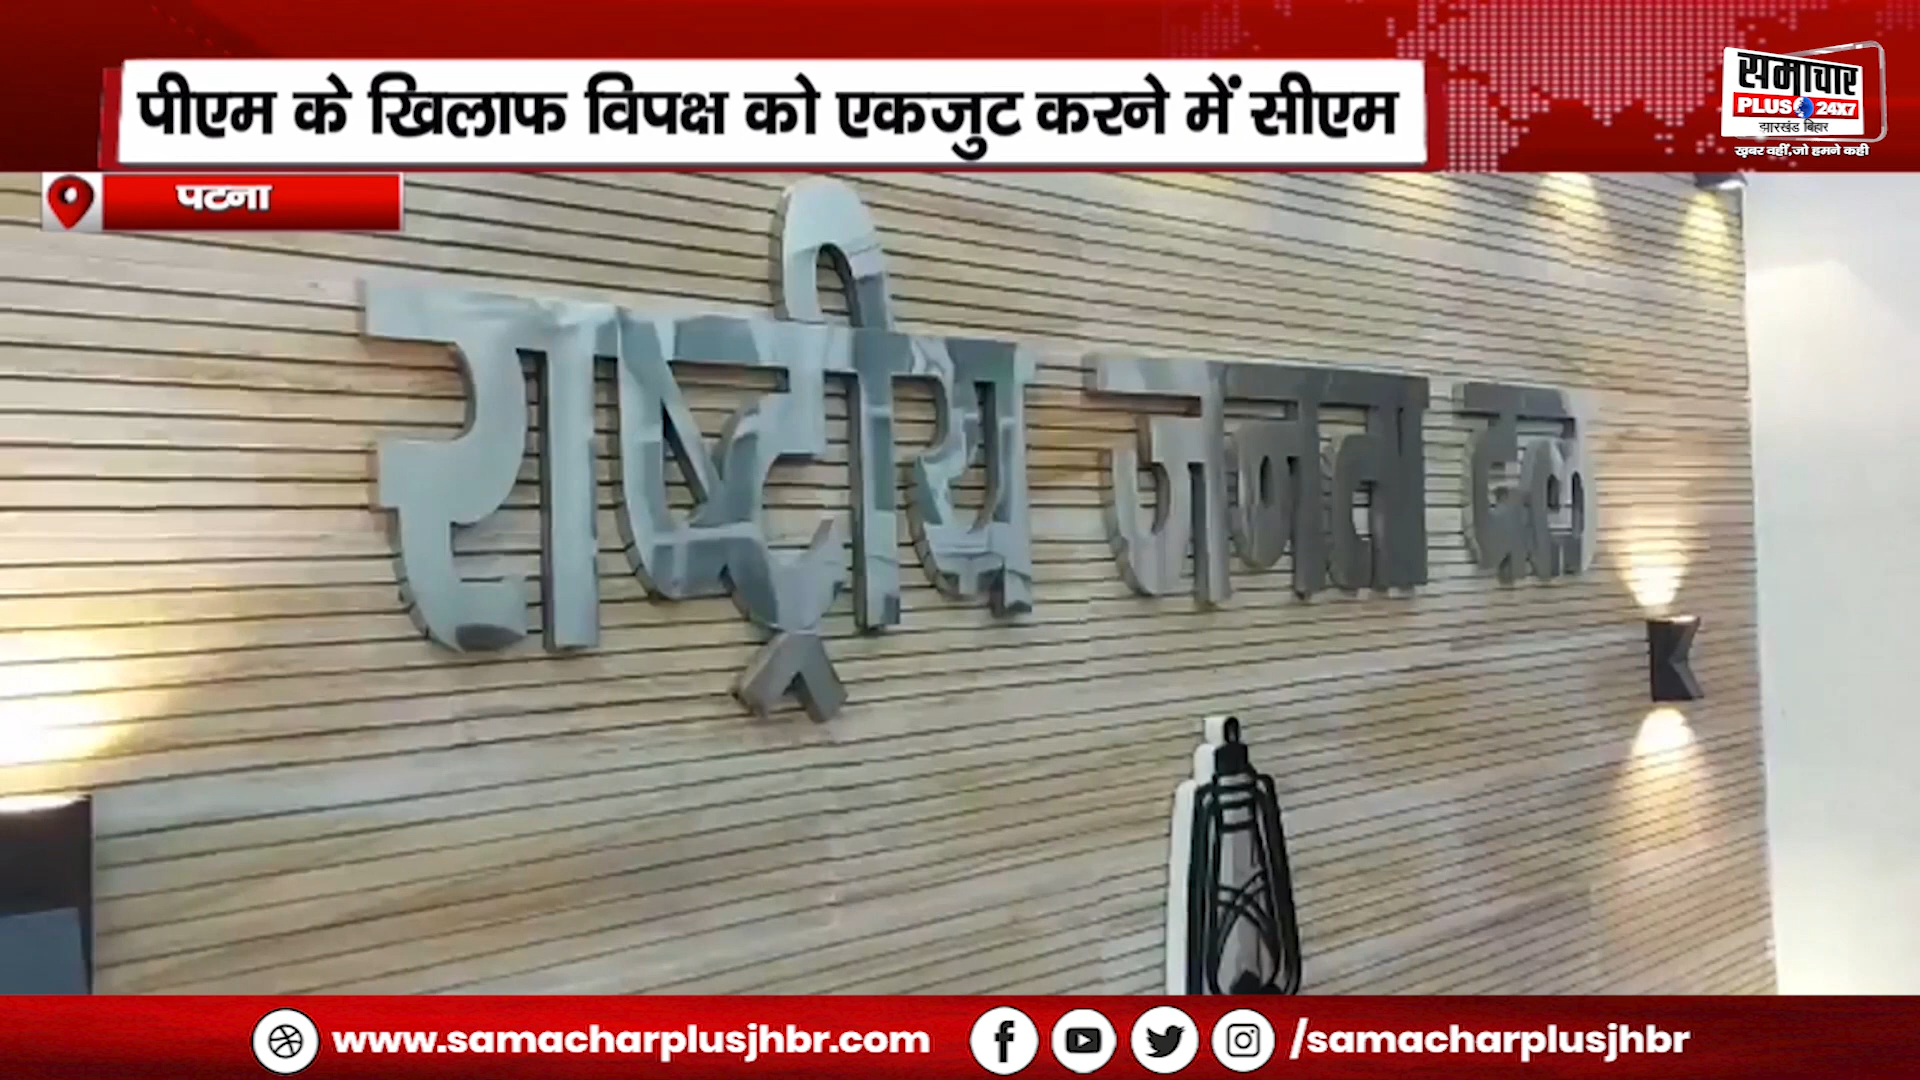 पीएम के खिलाफ विपक्ष को एकजुट करने में सीएम
समाचार
PLUS 24X7
झारखंड बिहार
ख़बर वहीं,जो हमने कही
पटना
राष्ट्रीय जनता दल
www.samacharplusjhbr.com
/samacharplusjhbr